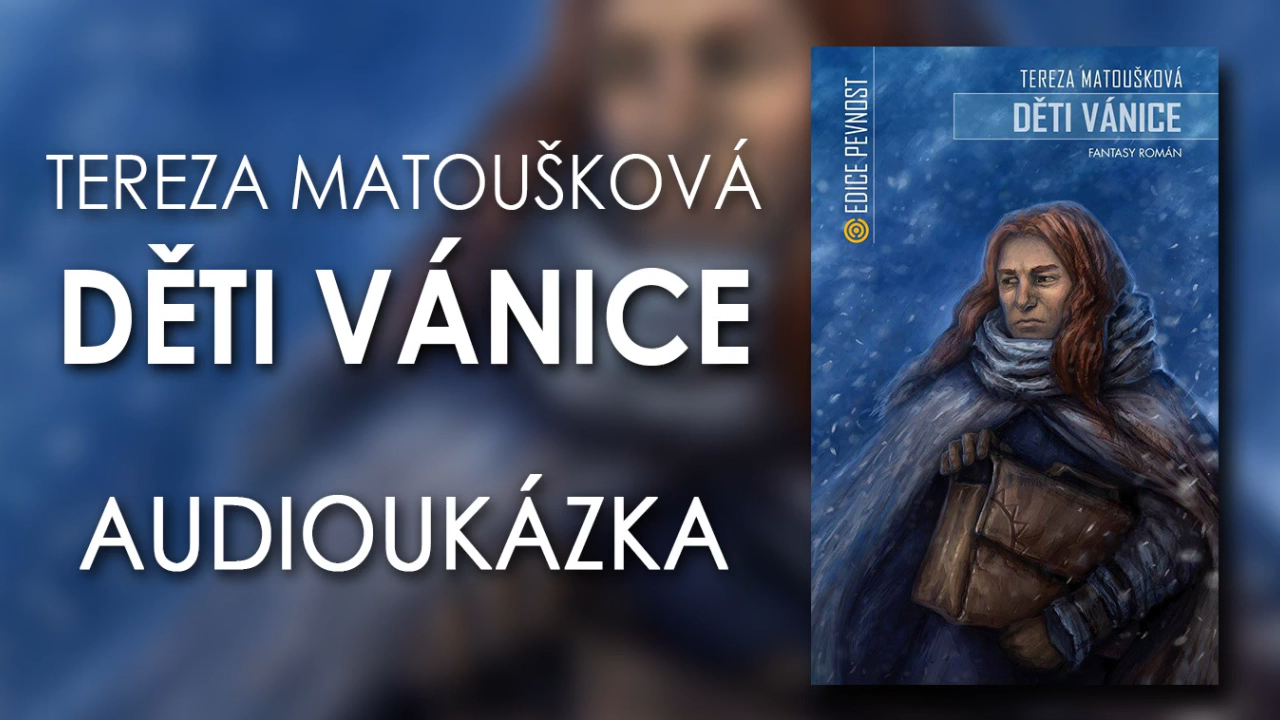 TEREZA MATOUŠKOVÁ
DĚTI VÁNICE
AUDIOUKÁZKA
EDICE PEVNOST
TEREZA MATOUŠKOVÁ
DĚTI VÁNICE
FANTASY ROMÁN